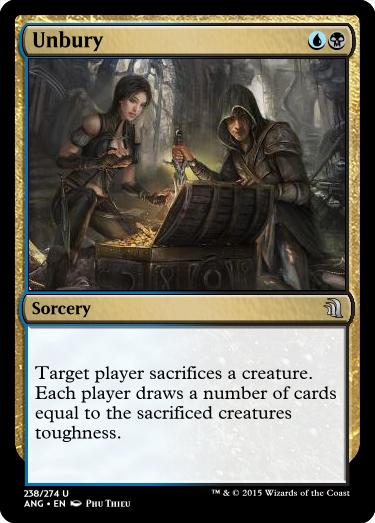 Unbury
Sorcery
Target player sacrifices a creature.
Each player draws a number of cards
equal to the sacrificed creatures
toughness.
238/274 U
ANG • EN Phu Thieu
™ & © 2015 Wizards of the Coast